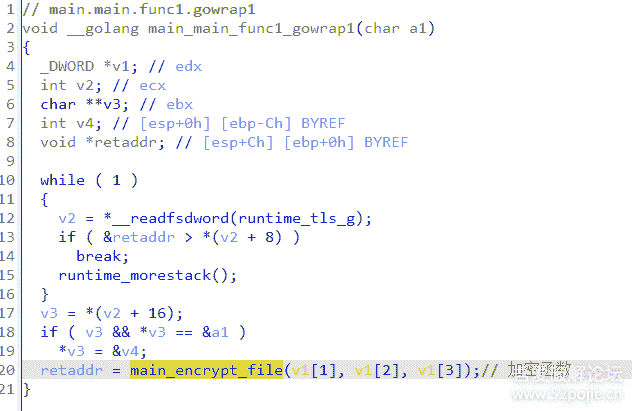 1 // main.main.func1.gowrap1
2 void __golang main_main_func1_gowrap1(char a1)
3 {
4 _DWORD *v1; // edx
5 int v2; // ecx
6 char **v3; // ebx
7 int v4; // [esp+0h] [ebp-Ch] BYREF
8 void *retaddr; // [esp+Ch] [ebp+0h] BYREF
9
10 while ( 1 )
11 {
12 v2 = *__readfsdword(runtime_tls_g);
13 if ( &retaddr > *(v2 + 8) )
14 break;
15 runtime_morestack();
16 }
17 v3 = *(v2 + 16);
18 if ( v3 && *v3 == &a1 )
19 *v3 = &v4;
20 retaddr = main_encrypt_file(v1[1], v1[2], v1[3]);// 加密函数
21 }
www.52pojie.cn